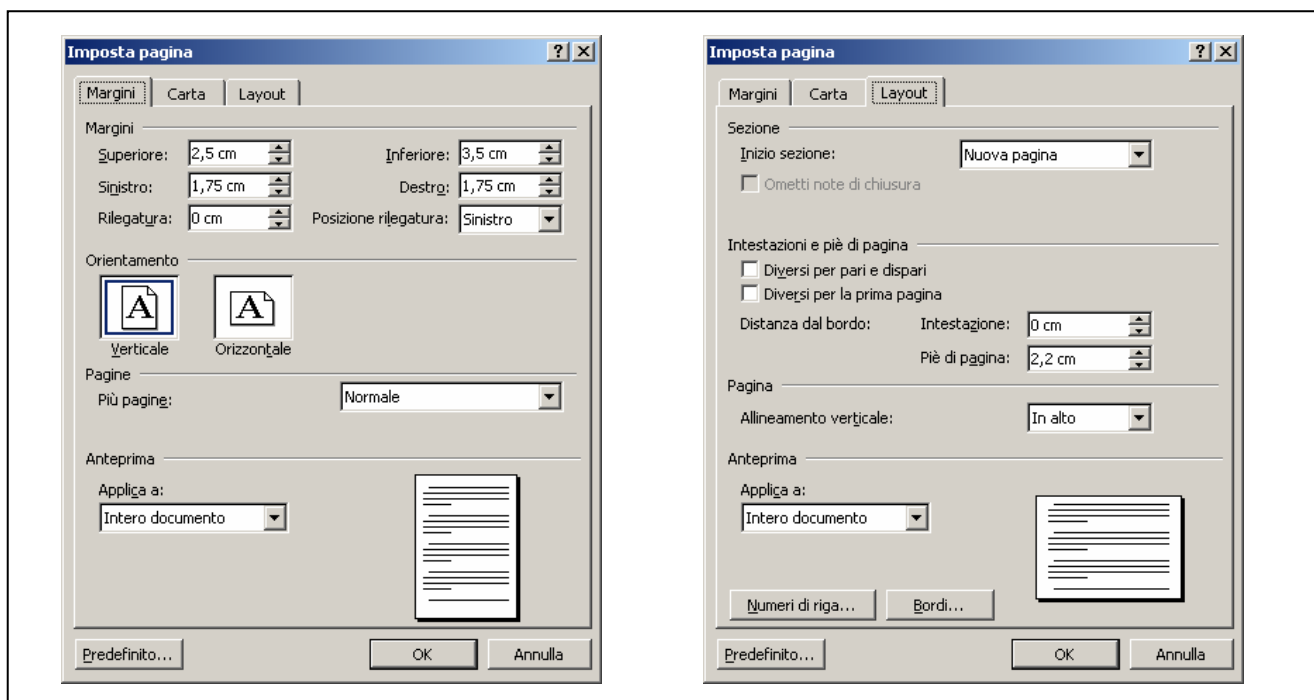 Imposta pagina
Margini Carta Layout
Margini
Superiore: 2,5 cm Inferiore: 3,5 cm
Sinistro: 1,75 cm Destro: 1,75 cm
Rilegatura: 0 cm Posizione rilegatura: Sinistro
Orientamento
A A
Verticale Orizzontale
Pagine
Più pagine: Normale
Anteprima
Applica a:
Intero documento
Predefinito... OK Annulla
Imposta pagina
Margini Carta Layout
Sezione
Inizio sezione: Nuova pagina
Ometti note di chiusura
Intestazioni e piè di pagina
Diversi per pari e dispari
Diversi per la prima pagina
Distanza dal bordo: Intestazione: 0 cm
Piè di pagina: 2,2 cm
Pagina
Allineamento verticale: In alto
Anteprima
Applica a:
Intero documento
Numeri di riga... Bordi...
Predefinito... OK Annulla